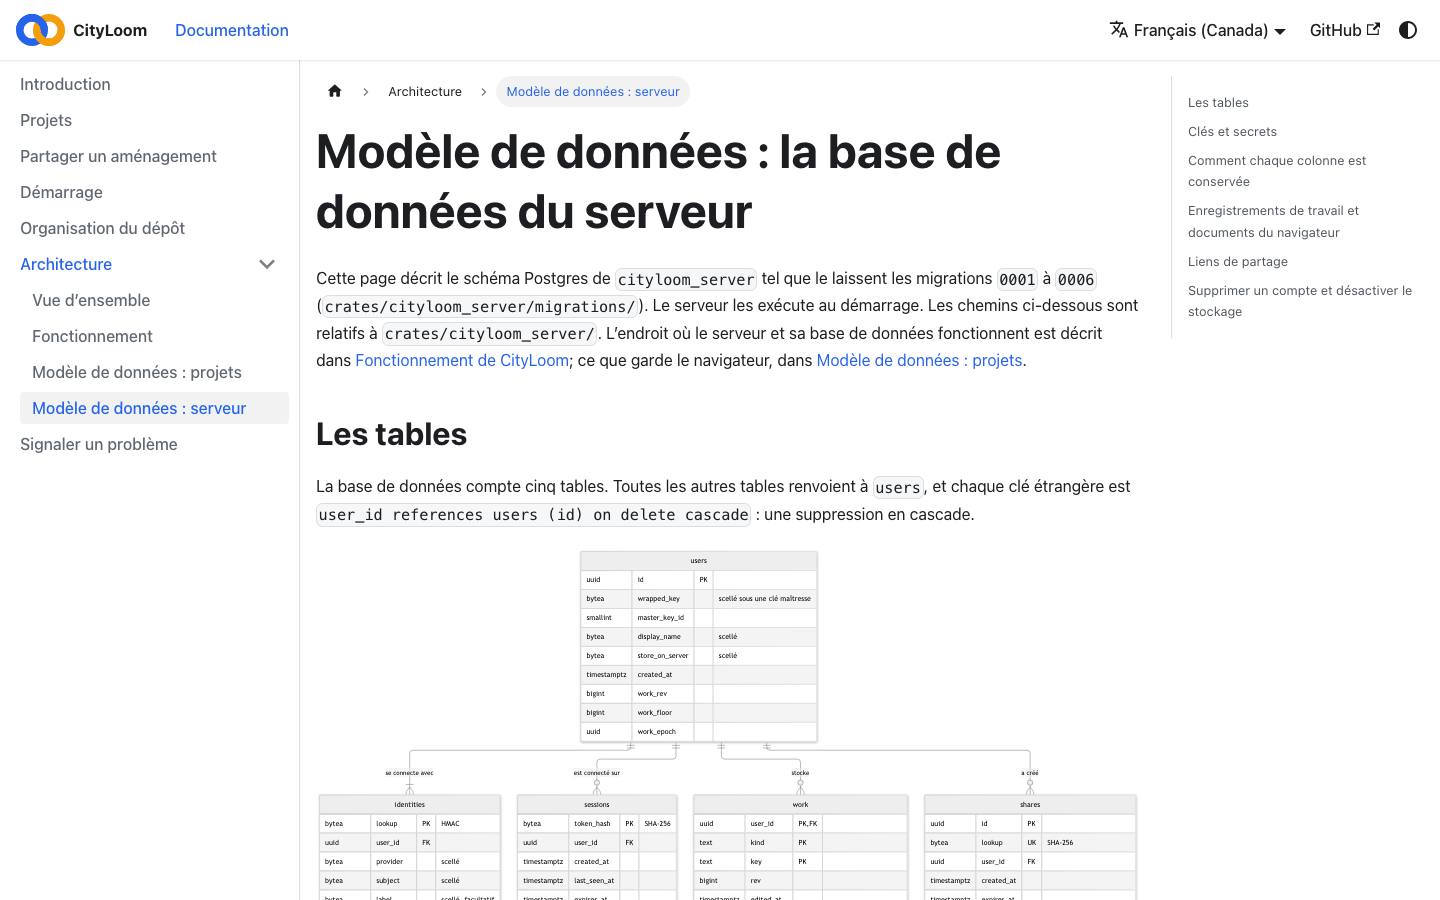 CityLoom
Documentation
Français (Canada)
GitHub
Introduction
Projets
Partager un aménagement
Démarrage
Organisation du dépôt
Architecture
Vue d’ensemble
Fonctionnement
Modèle de données : projets
Modèle de données : serveur
Signaler un problème
Architecture
Modèle de données : serveur
Modèle de données : la base de
données du serveur
Cette page décrit le schéma Postgres de cityloom_server tel que le laissent les migrations 0001 à 0006
(crates/cityloom_server/migrations/). Le serveur les exécute au démarrage. Les chemins ci-dessous sont
relatifs à crates/cityloom_server/. L’endroit où le serveur et sa base de données fonctionnent est décrit
dans Fonctionnement de CityLoom; ce que garde le navigateur, dans Modèle de données : projets.
Les tables
La base de données compte cinq tables. Toutes les autres tables renvoient à users, et chaque clé étrangère est
user_id references users (id) on delete cascade : une suppression en cascade.
users
uuid id PK
bytea wrapped_key scellé sous une clé maîtresse
smallint master_key_id
bytea display_name scellé
bytea store_on_server scellé
timestamptz created_at
bigint work_rev
bigint work_floor
uuid work_epoch
se connecte avec
est connecté sur
stocke
a créé
identities
bytea lookup PK HMAC
uuid user_id FK
bytea provider scellé
bytea subject scellé
bytea label scellé, facultatif
sessions
bytea token_hash PK SHA-256
uuid user_id FK
timestamptz created_at
timestamptz last_seen_at
timestamptz expires_at
work
uuid user_id PK,FK
text kind PK
text key PK
bigint rev
timestamptz edited_at
shares
uuid id PK
bytea lookup UK SHA-256
uuid user_id FK
timestamptz created_at
timestamptz expires_at
Les tables
Clés et secrets
Comment chaque colonne est
conservée
Enregistrements de travail et
documents du navigateur
Liens de partage
Supprimer un compte et désactiver le
stockage